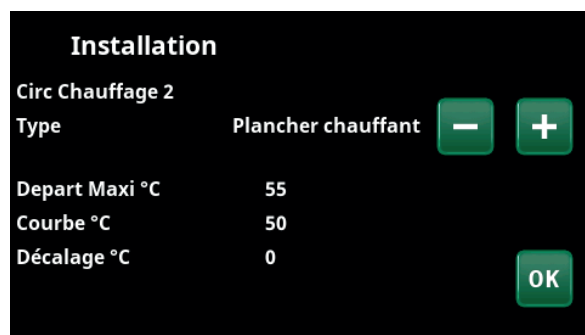 Installation
Circ Chauffage 2
Type Plancher chauffant − +
Depart Maxi °C 55
Courbe °C 50
Décalage °C 0
OK